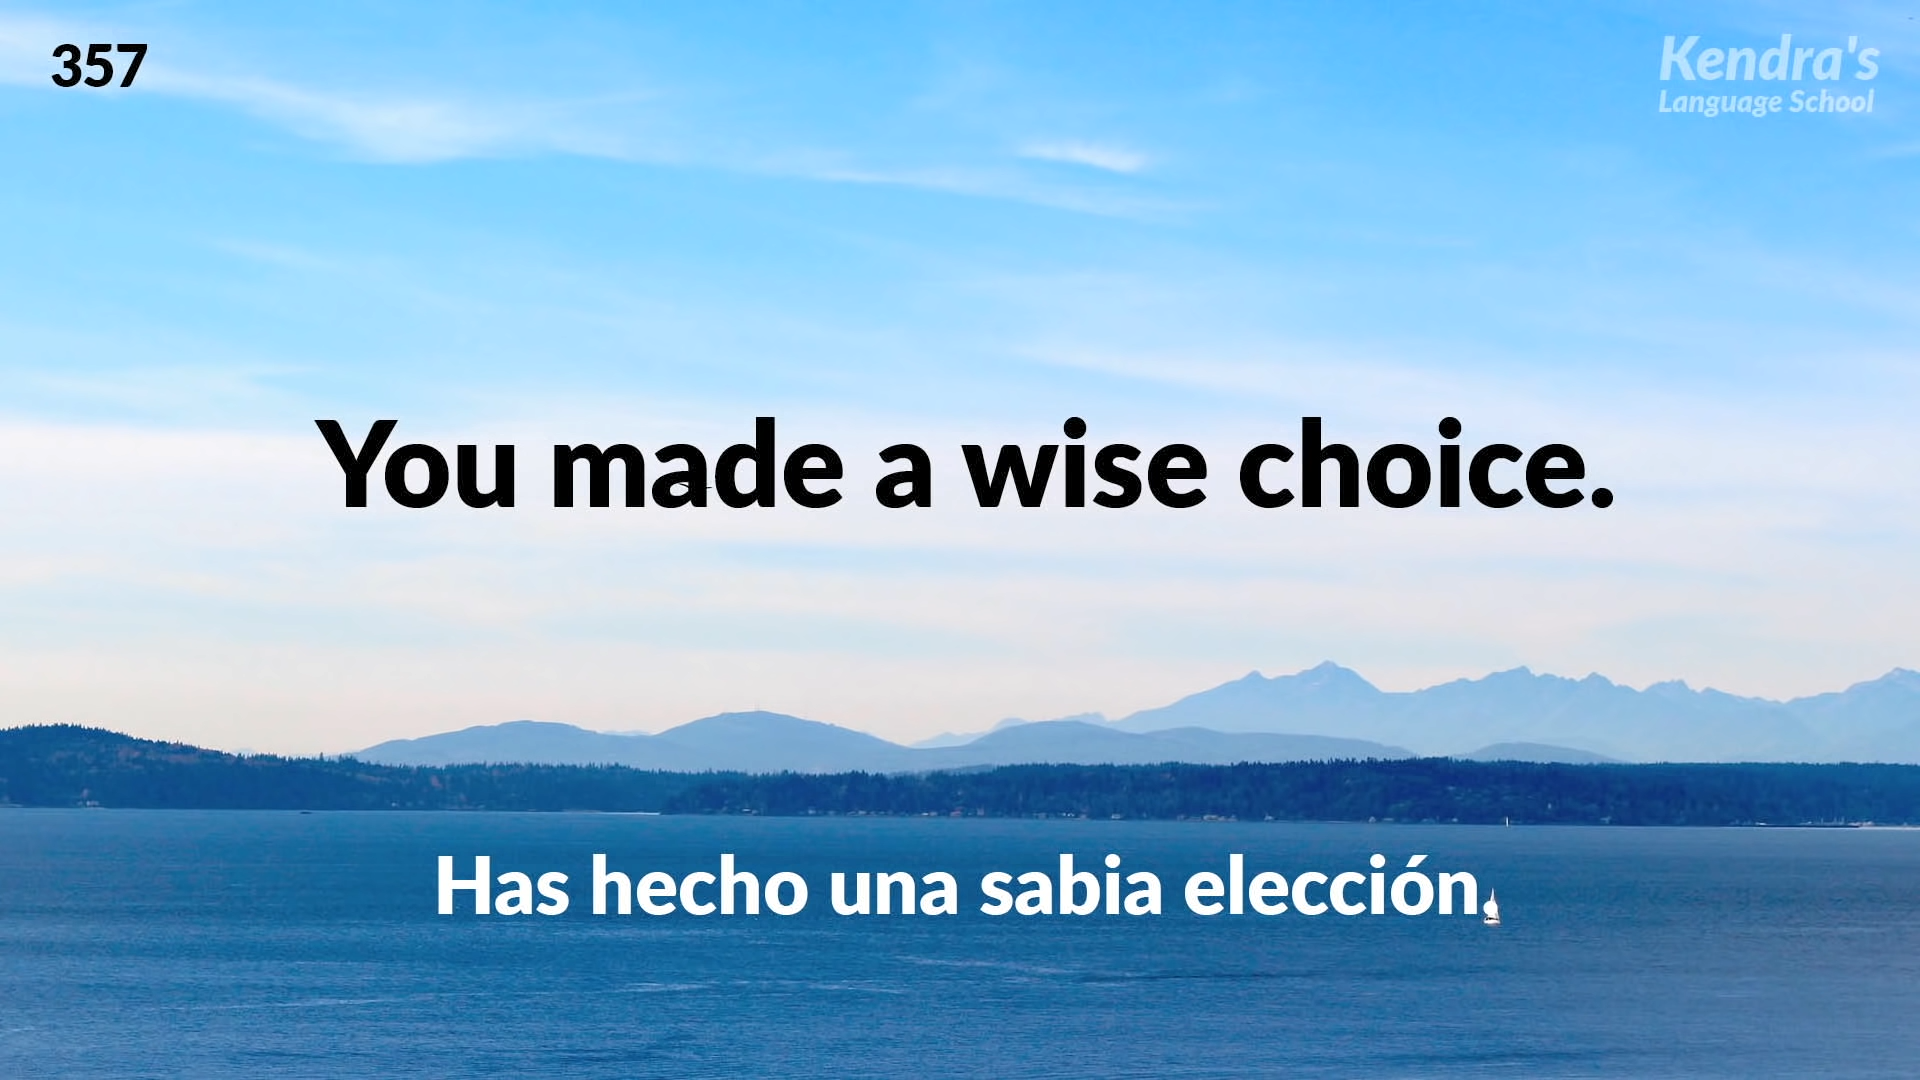 357
Kendra's
Language School
You made a wise choice.
Has hecho una sabia elección.